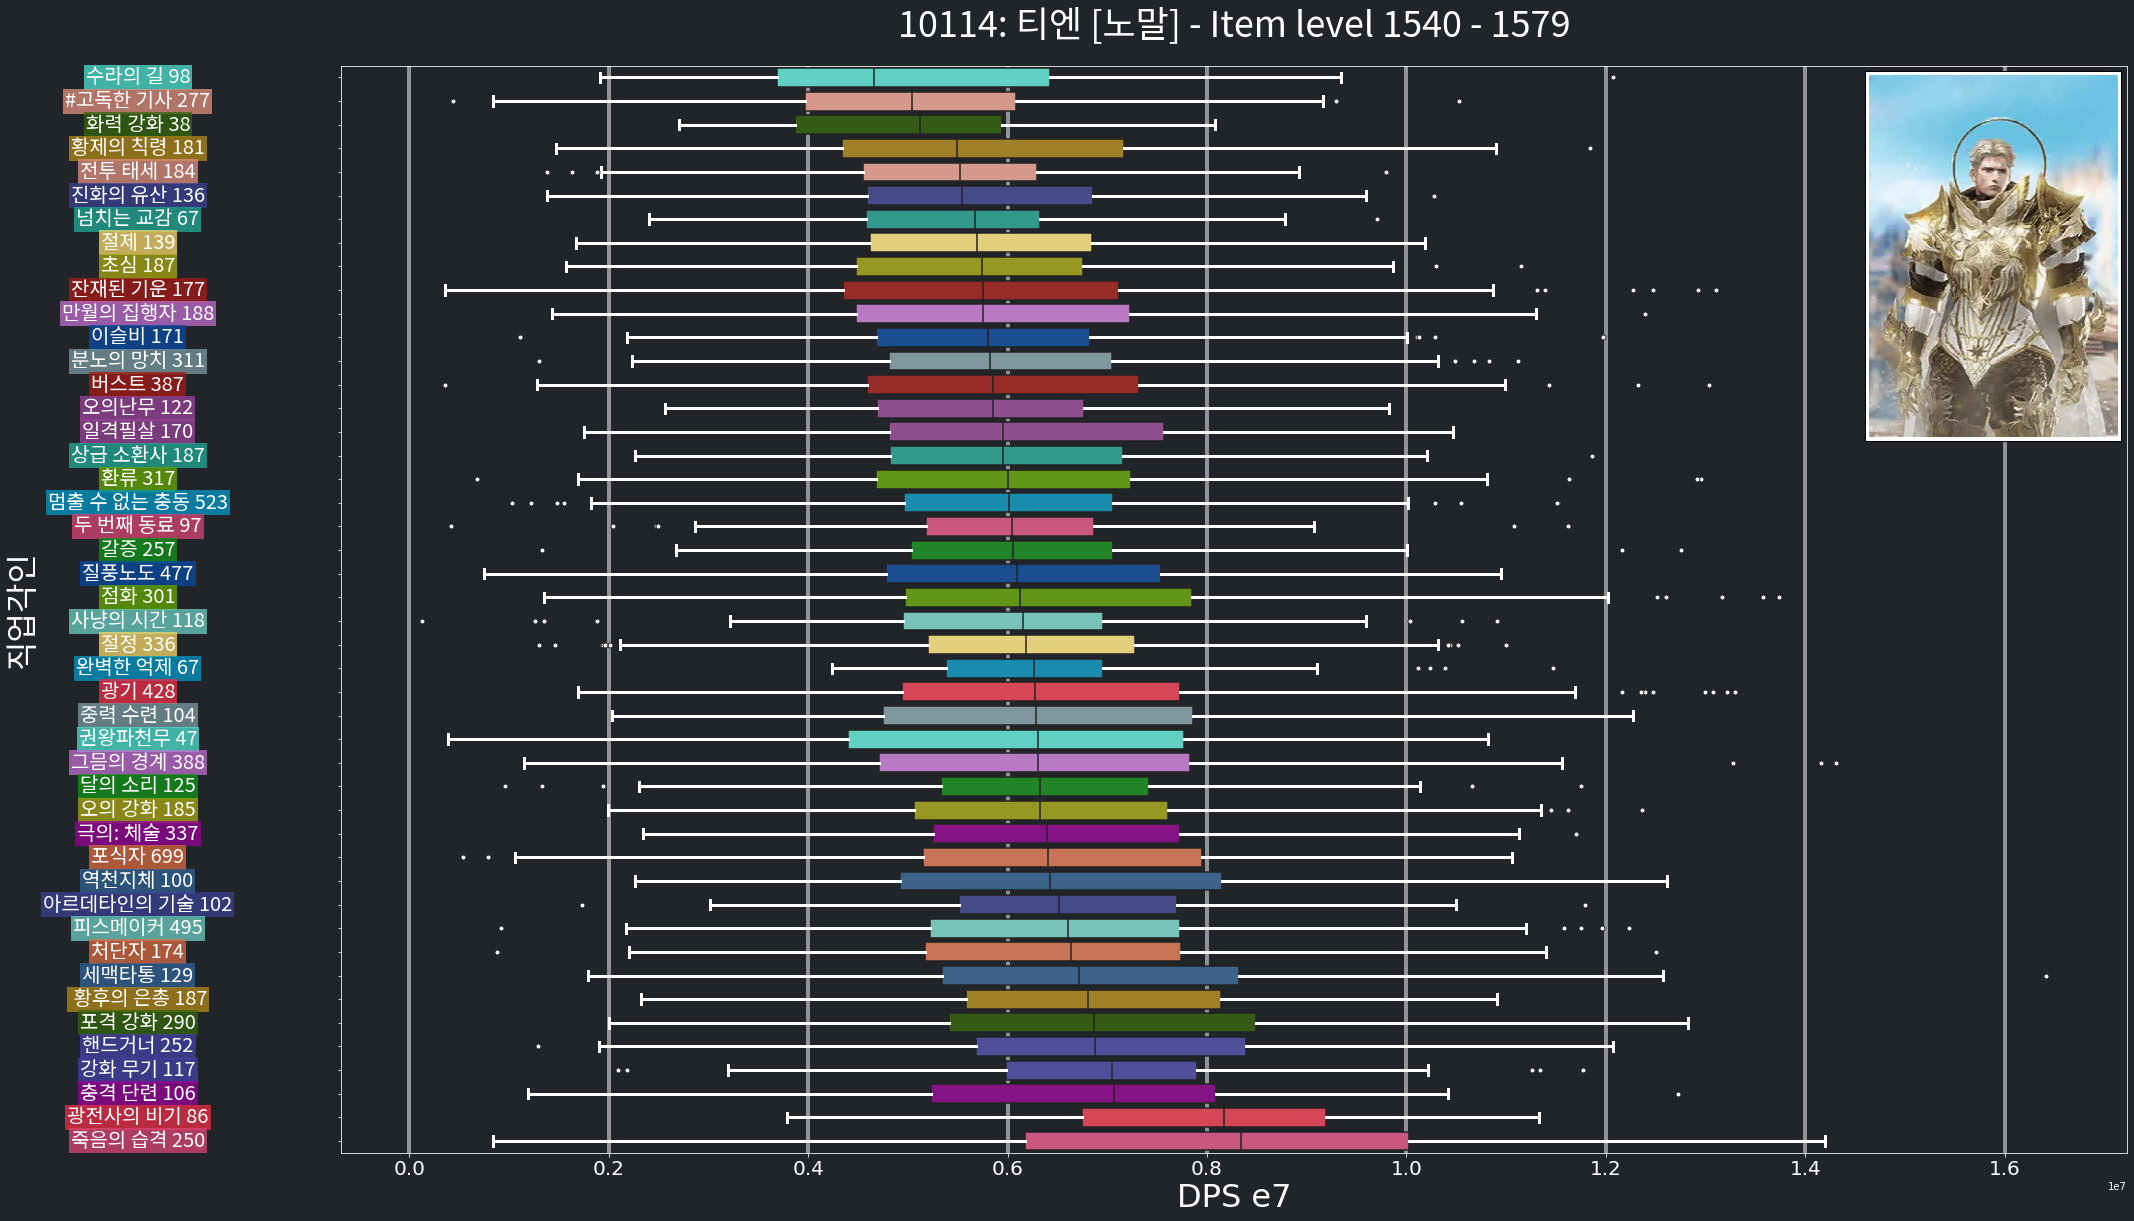 10114: 티엔 [노말] - Item level 1540 - 1579
수라의 길 98
#고독한 기사 277
화력 강화 38
황제의 칙령 181
전투 태세 184
진화의 유산 136
넘치는 교감 67
절제 139
초심 187
잔재된 기운 177
만월의 집행자 188
이슬비 171
분노의 망치 311
버스트 387
오의난무 122
일격필살 170
상급 소환사 187
환류 317
멈출 수 없는 충동 523
두 번째 동료 97
갈증 257
질풍노도 477
점화 301
사냥의 시간 118
절정 336
완벽한 억제 67
광기 428
중력 수련 104
권왕파천무 47
그믐의 경계 388
달의 소리 125
오의 강화 185
극의: 체술 337
포식자 699
역천지체 100
아르데타인의 기술 102
피스메이커 495
처단자 174
세맥타통 129
황후의 은총 187
포격 강화 290
핸드거너 252
강화 무기 117
충격 단련 106
광전사의 비기 86
죽음의 습격 250
직업각인
0.0 0.2 0.4 0.6 0.8 1.0 1.2 1.4 1.6
DPS e7
1e7